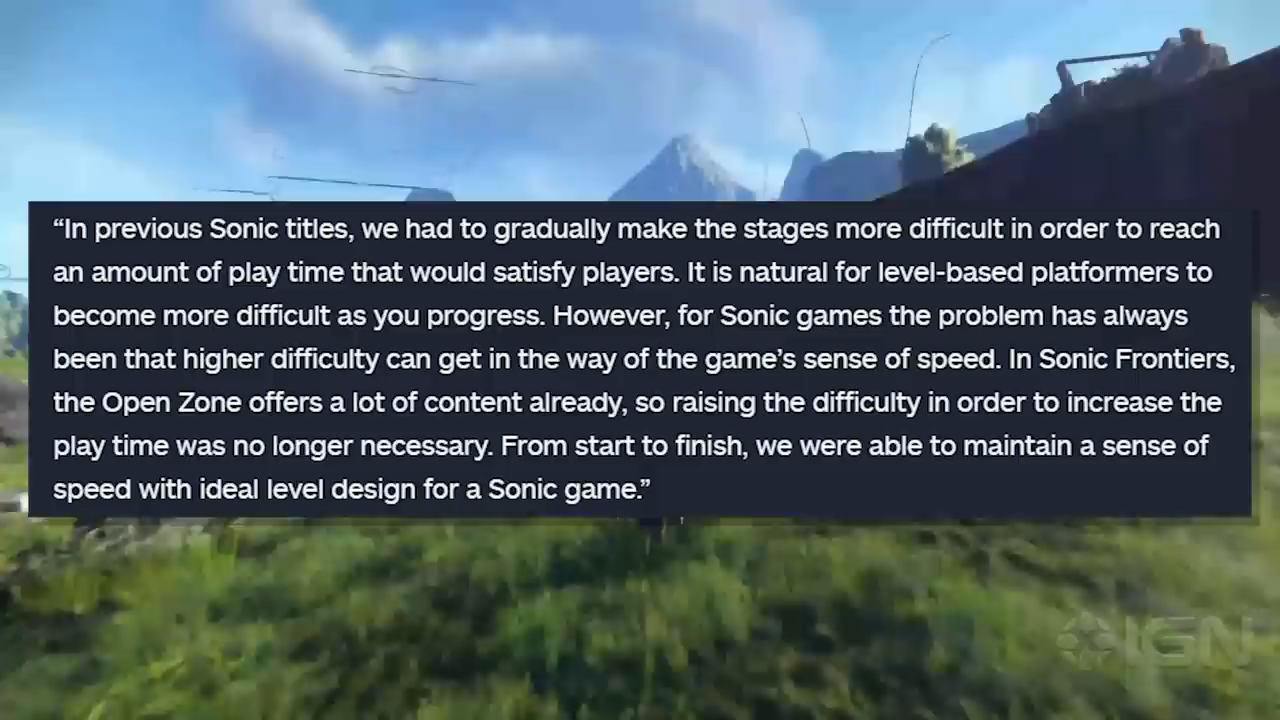 “In previous Sonic titles, we had to gradually make the stages more difficult in order to reach
an amount of play time that would satisfy players. It is natural for level-based platformers to
become more difficult as you progress. However, for Sonic games the problem has always
been that higher difficulty can get in the way of the game’s sense of speed. In Sonic Frontiers,
the Open Zone offers a lot of content already, so raising the difficulty in order to increase the
play time was no longer necessary. From start to finish, we were able to maintain a sense of
speed with ideal level design for a Sonic game.”
IGN